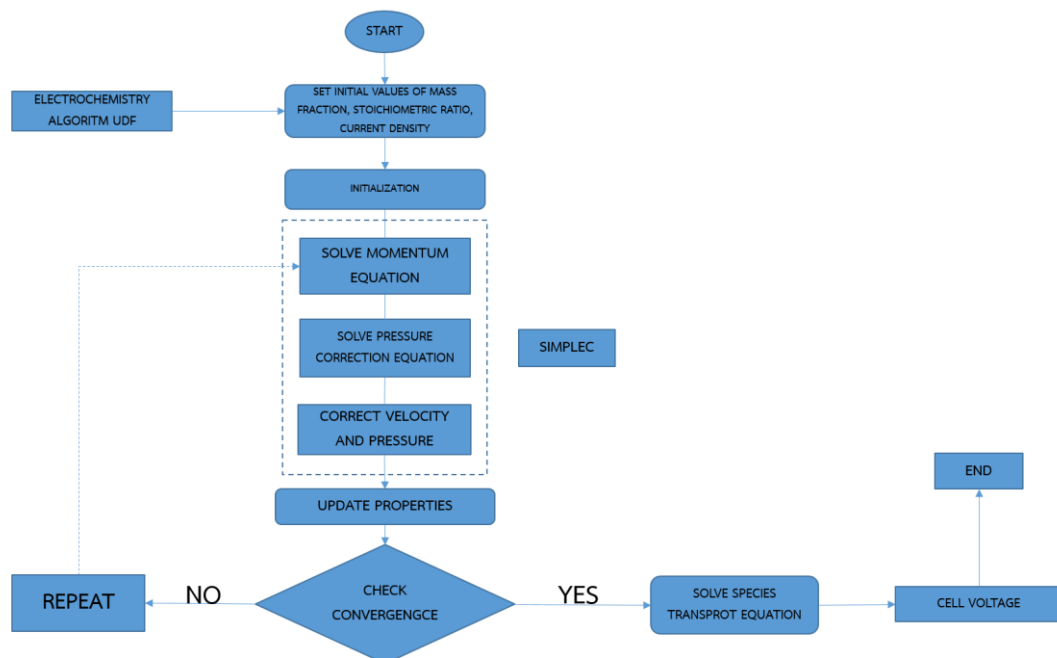 START
ELECTROCHEMISTRY
ALGORITM UDF
SET INITIAL VALUES OF MASS
FRACTION, STOICHIOMETRIC RATIO,
CURRENT DENSITY
INITIALIZATION
SOLVE MOMENTUM
EQUATION
SOLVE PRESSURE
CORRECTION EQUATION
SIMPLEC
CORRECT VELOCITY
AND PRESSURE
UPDATE PROPERTIES
CHECK
CONVERGENGCE
NO
REPEAT
YES
SOLVE SPECIES
TRANSPROT EQUATION
CELL VOLTAGE
END